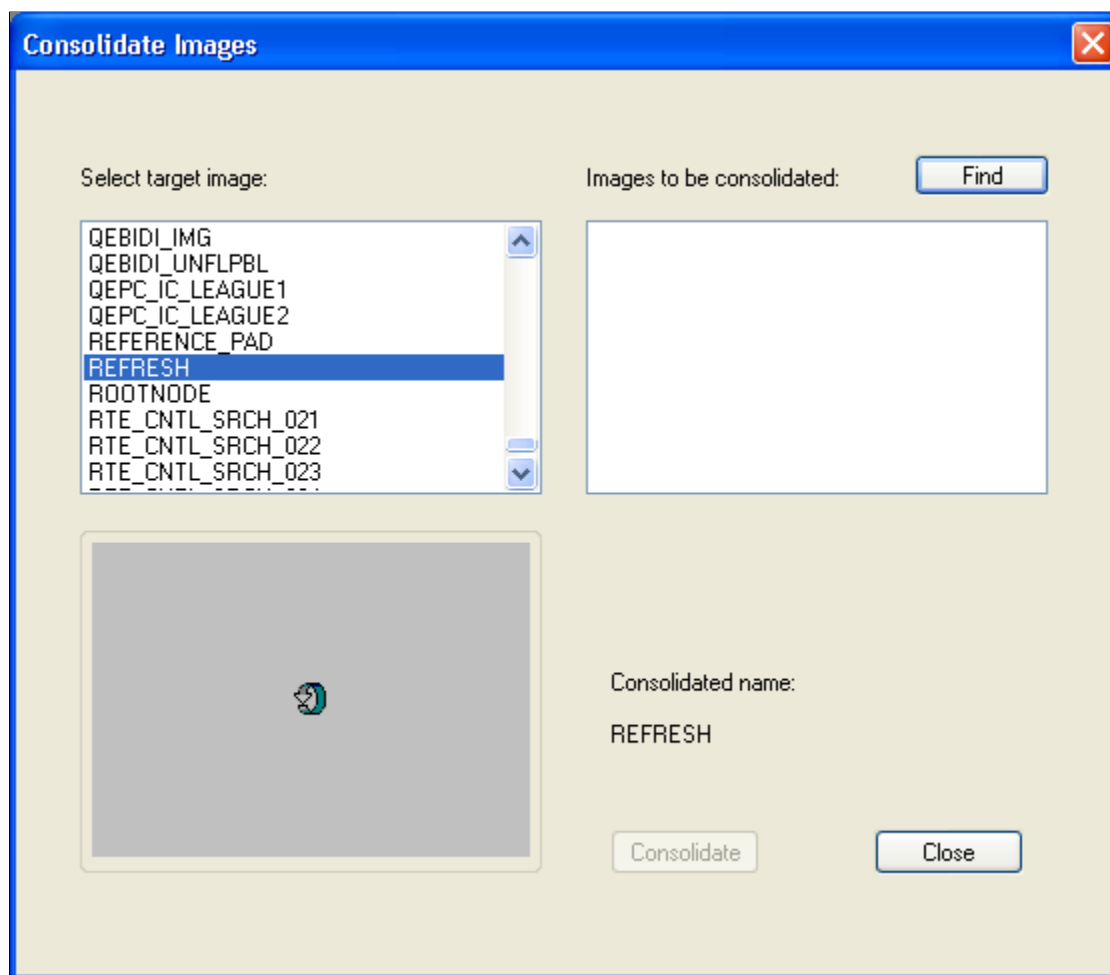 Consolidate Images
Select target image:
Images to be consolidated:
Find
QEBIDI_IMG
QEBIDI_UNFLPBL
QEPC_IC_LEAGUE1
QEPC_IC_LEAGUE2
REFERENCE_PAD
REFRESH
ROOTNODE
RTE_CNTL_SRCH_021
RTE_CNTL_SRCH_022
RTE_CNTL_SRCH_023
Consolidated name:
REFRESH
Consolidate
Close